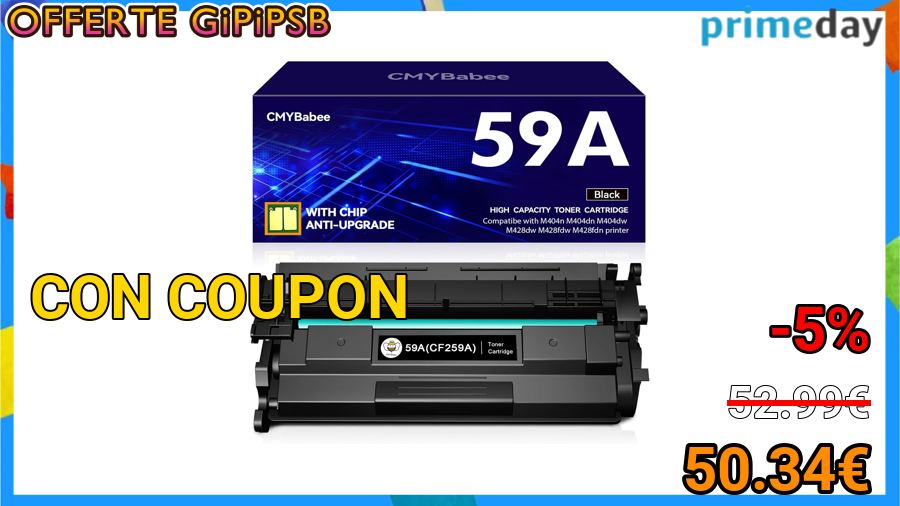 OFFERTE GiPiPSB
primeday
CMYBabee
CMYBabee
59A
Black
HIGH CAPACITY TONER CARTRIDGE
Compatible with M404n M404dn M404dw
M428dw M428fdw M428fdn printer
WITH CHIP
ANTI-UPGRADE
CON COUPON
59A(CF259A)
Toner
Cartridge
-5%
52.99€
50.34€